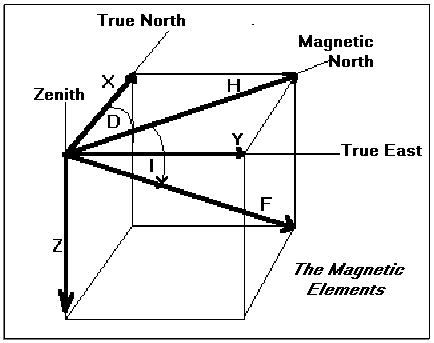 True North
Magnetic
North
Zenith
X
H
D
Y
True East
I
F
Z
The Magnetic
Elements